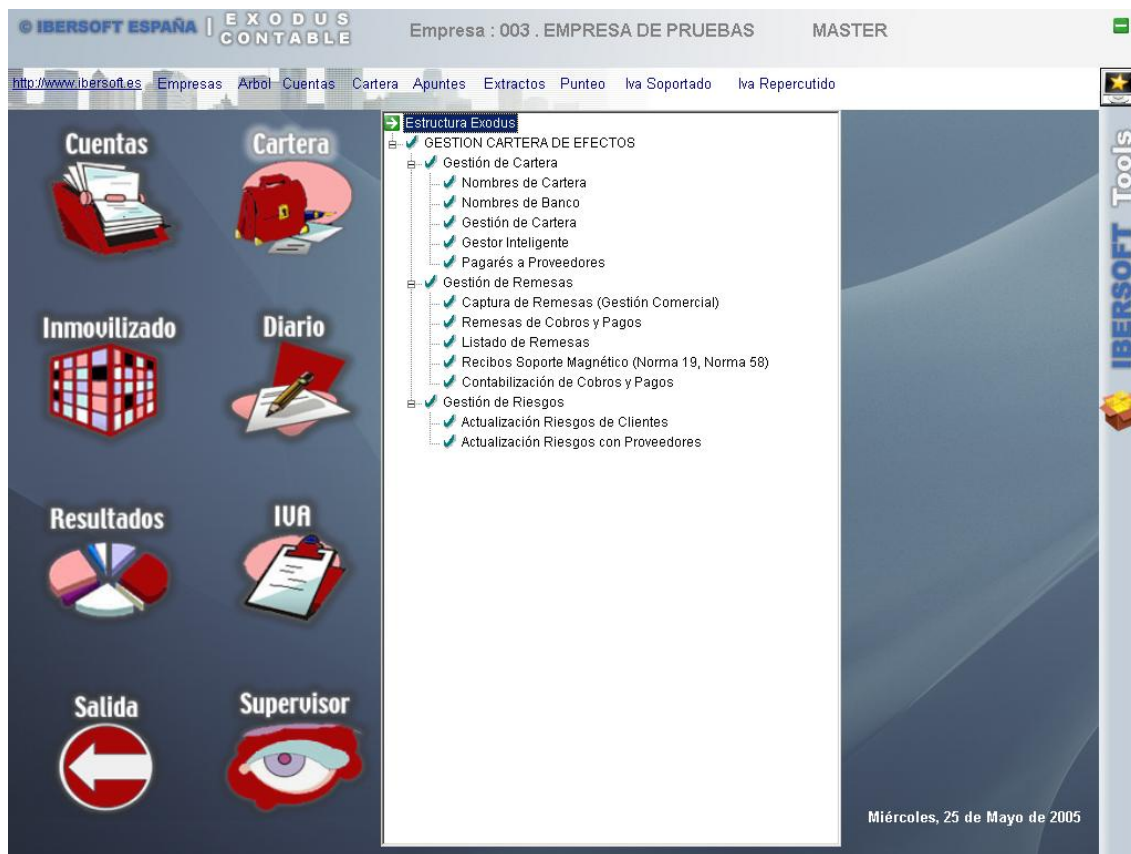 © IBERSOFT ESPAÑA | EXODUS CONTABLE
Empresa : 003 . EMPRESA DE PRUEBAS MASTER
http://www.ibersoft.es Empresas Arbol Cuentas Cartera Apuntes Extractos Punteo Iva Soportado Iva Repercutido
Cuentas
Cartera
Inmovilizado
Diario
Resultados
IVA
Salida
Supervisor
Estructura Exodus
GESTION CARTERA DE EFECTOS
Gestión de Cartera
Nombres de Cartera
Nombres de Banco
Gestión de Cartera
Gestor Inteligente
Pagarés a Proveedores
Gestión de Remesas
Captura de Remesas (Gestión Comercial)
Remesas de Cobros y Pagos
Listado de Remesas
Recibos Soporte Magnético (Norma 19, Norma 58)
Contabilización de Cobros y Pagos
Gestión de Riesgos
Actualización Riesgos de Clientes
Actualización Riesgos con Proveedores
IBERSOFT Tools
Miércoles, 25 de Mayo de 2005